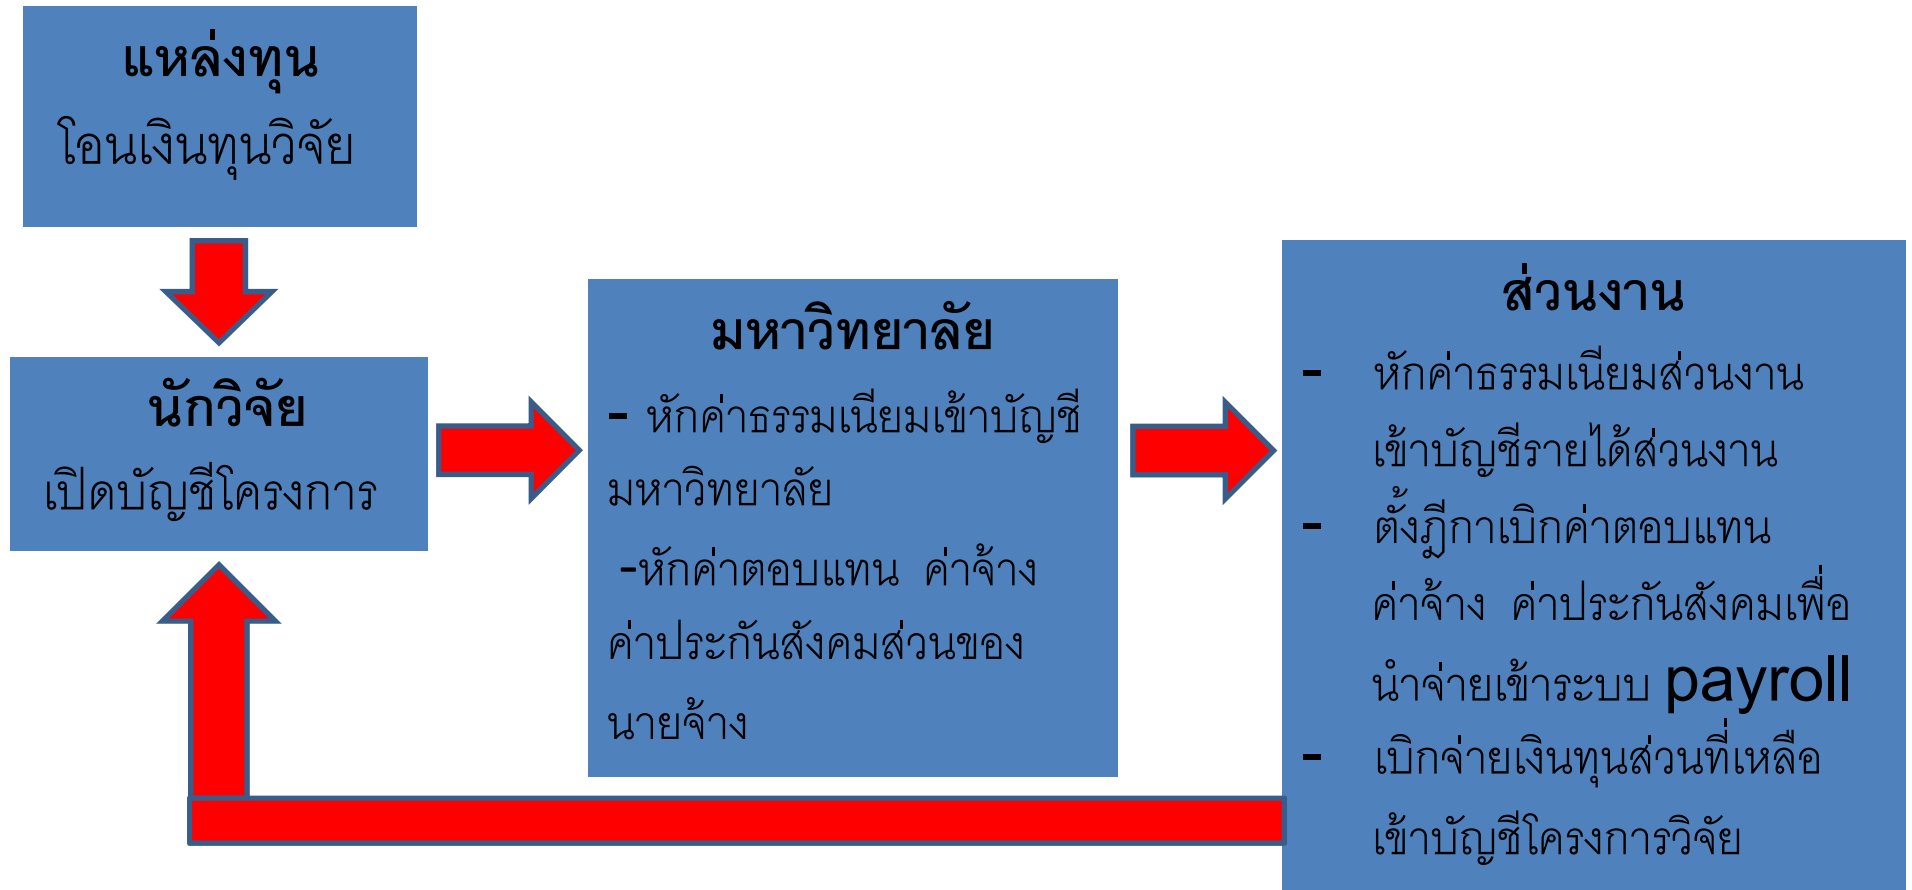 แหล่งทุน
โอนเงินทุนวิจัย
นักวิจัย
เปิดบัญชีโครงการ
มหาวิทยาลัย
- หักค่าธรรมเนียมเข้าบัญชี
มหาวิทยาลัย
-หักค่าตอบแทน ค่าจ้าง
ค่าประกันสังคมส่วนของ
นายจ้าง
ส่วนงาน
- หักค่าธรรมเนียมส่วนงาน
เข้าบัญชีรายได้ส่วนงาน
- ตั้งฎีกาเบิกค่าตอบแทน
ค่าจ้าง ค่าประกันสังคมเพื่อ
นำจ่ายเข้าระบบ payroll
- เบิกจ่ายเงินทุนส่วนที่เหลือ
เข้าบัญชีโครงการวิจัย